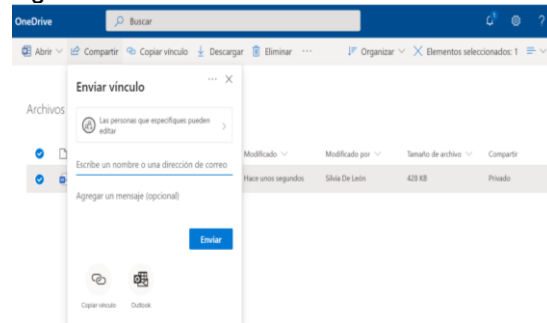 OneDrive
Buscar
?
Abrir Compartir Copiar vínculo Descargar Eliminar ··· Organizar Elementos seleccionados: 1
Enviar vínculo
··· X
Archivos
Las personas que especifiques pueden
editar
Modificado Modificado por Tamaño de archivo Compartir
Escribe un nombre o una dirección de correo
Hace unos segundos Silvia De León 428 KB Privado
Agregar un mensaje (opcional)
Enviar
Copiar vínculo Outlook